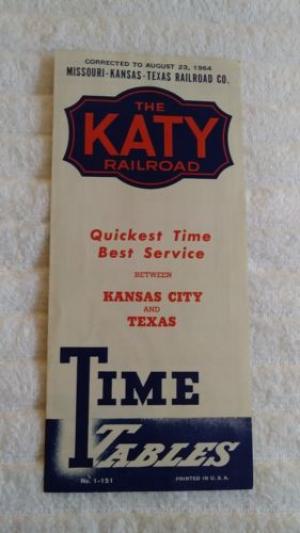 CORRECTED TO AUGUST 23, 1964
MISSOURI-KANSAS-TEXAS RAILROAD CO.
THE
KATY
RAILROAD
Quickest Time
Best Service
BETWEEN
KANSAS CITY
AND
TEXAS
TIME
TABLES
No. 1-151
PRINTED IN U.S.A.